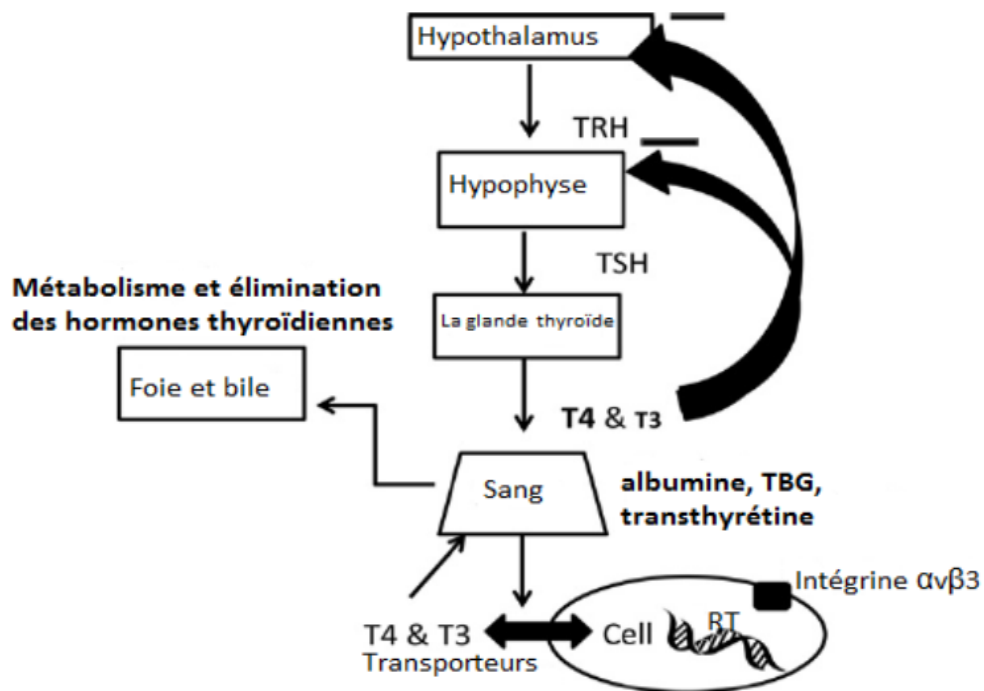 Hypothalamus
TRH
Hypophyse
TSH
Métabolisme et élimination
des hormones thyroïdiennes
La glande thyroïde
Foie et bile
T4 & T3
Sang
albumine, TBG,
transthyrétine
Intégrine αvβ3
T4 & T3
Transporteurs
Cell
RT